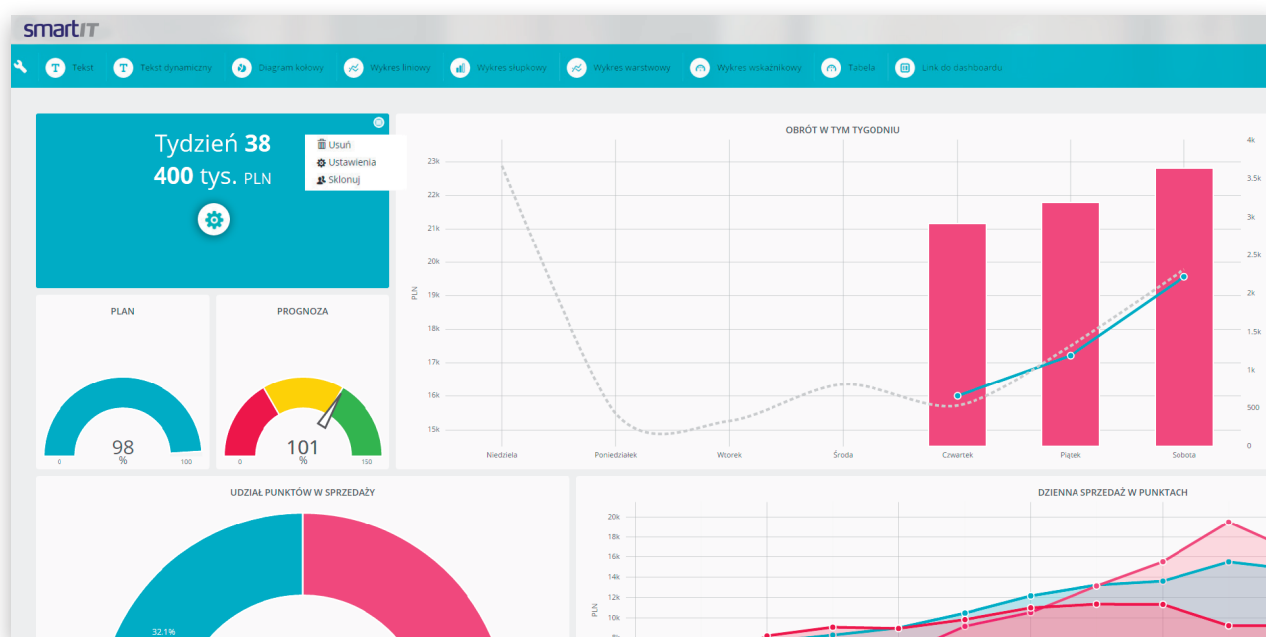 smartIT
Tekst
Tekst dynamiczny
Diagram kołowy
Wykres liniowy
Wykres słupkowy
Wykres warstwowy
Wykres wskaźnikowy
Tabela
Link do dashboardu
Tydzień 38
400 tys. PLN
Usuń
Ustawienia
Sklonuj
OBRÓT W TYM TYGODNIU
23k
22k
21k
20k
19k
18k
17k
16k
15k
PLN
4k
3.5k
3k
2.5k
2k
1.5k
1k
500
0
Niedziela
Poniedziałek
Wtorek
Środa
Czwartek
Piątek
Sobota
PLAN
98
%
0
100
PROGNOZA
101
%
0
150
UDZIAŁ PUNKTÓW W SPRZEDAŻY
32.1%
DZIENNA SPRZEDAŻ W PUNKTACH
20k
18k
16k
14k
12k
10k
PLN